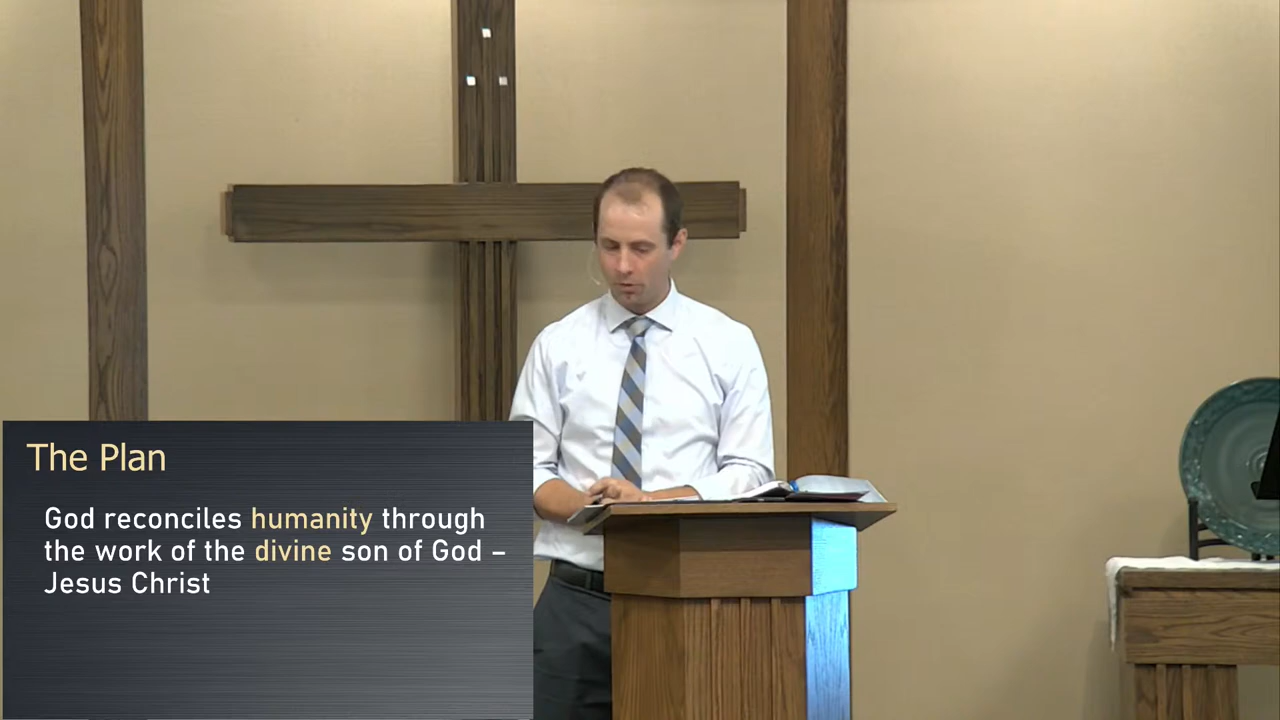 The Plan
God reconciles humanity through
the work of the divine son of God –
Jesus Christ